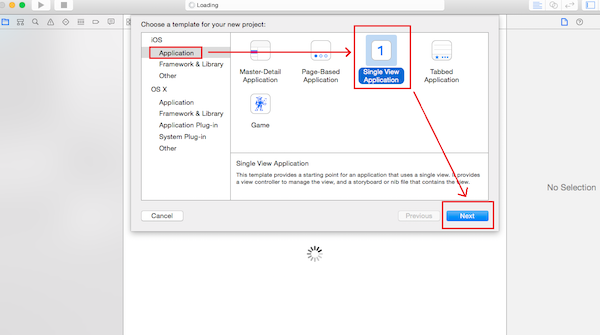 Loading
Choose a template for your new project:
iOS
Application
Framework & Library
Other
OS X
Application
Framework & Library
Application Plug-in
System Plug-in
Other
Master-Detail
Application
Page-Based
Application
1
Single View
Application
Tabbed
Application
Game
Single View Application
This template provides a starting point for an application that uses a single view. It provides
a view controller to manage the view, and a storyboard or nib file that contains the view.
Cancel
Previous
Next
No Selection